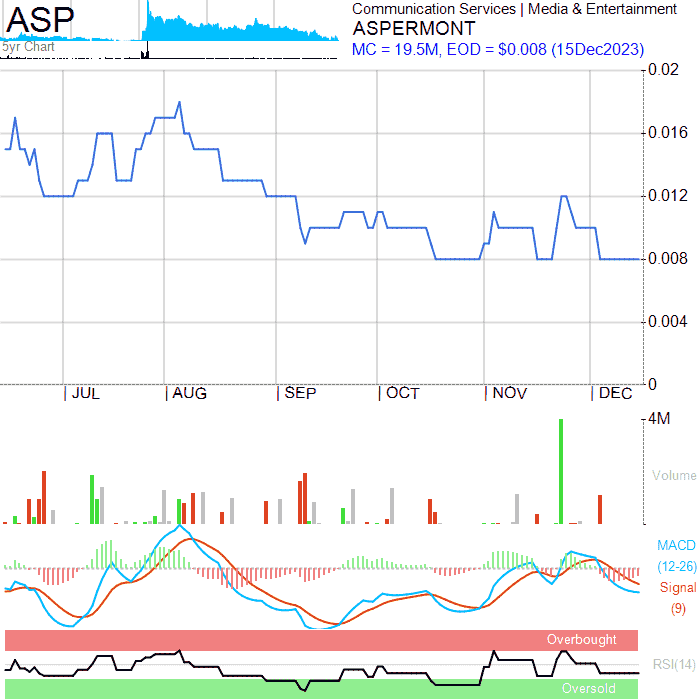 ASP
5yr Chart
Communication Services | Media & Entertainment
ASPERMONT
MC = 19.5M, EOD = $0.008 (15Dec2023)
0.02
0.016
0.012
0.008
0.004
0
JUL AUG SEP OCT NOV DEC
4M
Volume
MACD
(12-26)
Signal
(9)
Overbought
RSI(14)
Oversold